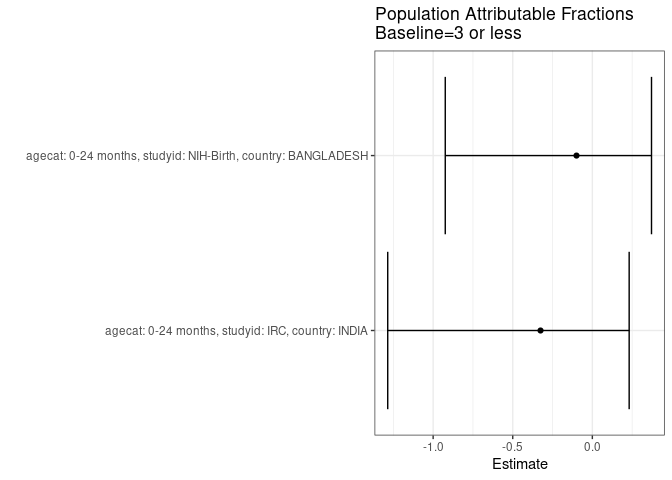 Population Attributable Fractions
Baseline=3 or less
agecat: 0-24 months, studyid: NIH-Birth, country: BANGLADESH
agecat: 0-24 months, studyid: IRC, country: INDIA
-1.0 -0.5 0.0
Estimate